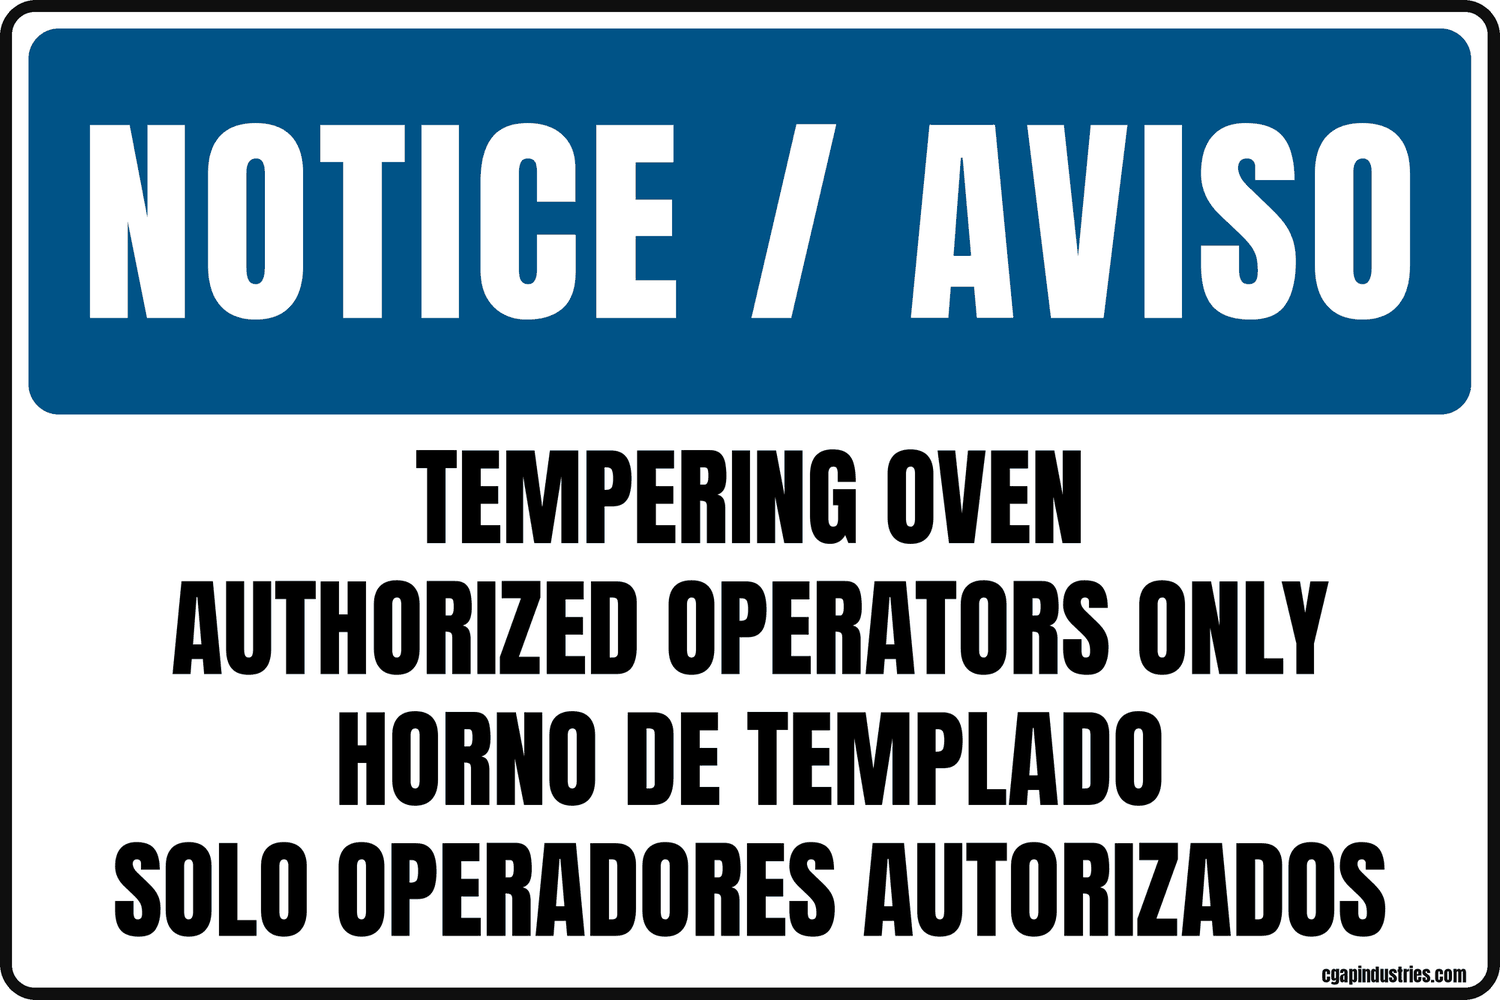 NOTICE / AVISO
TEMPERING OVEN
AUTHORIZED OPERATORS ONLY
HORNO DE TEMPLADO
SOLO OPERADORES AUTORIZADOS
cgapindustries.com